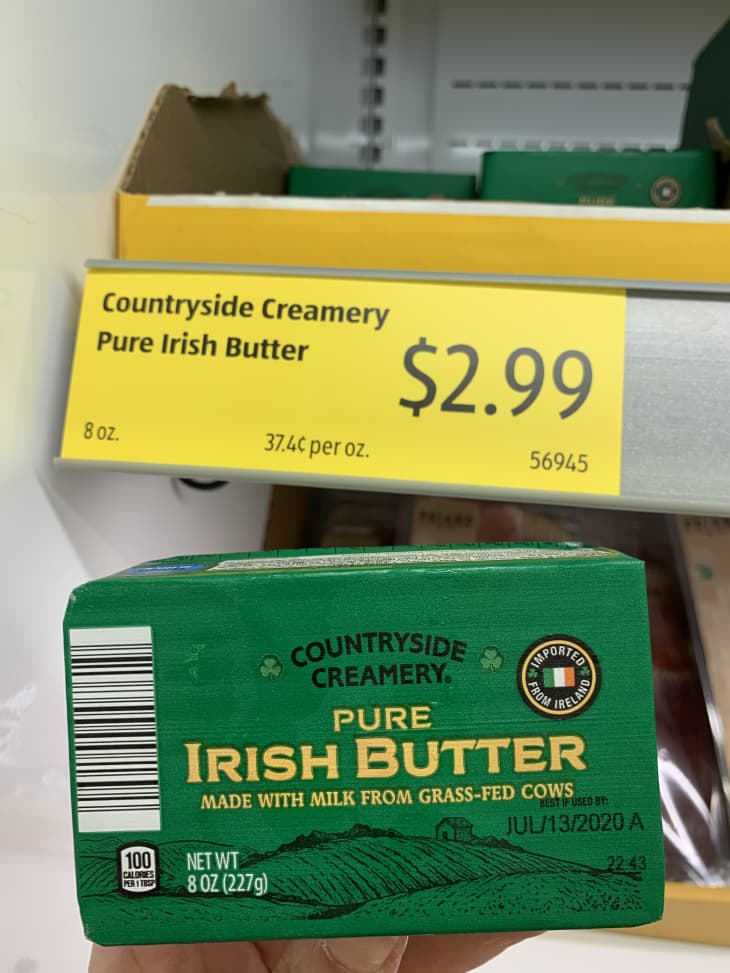 PURE
Countryside Creamery
Pure Irish Butter
$2.99
8 oz.
37.4¢ per oz.
56945
COUNTRYSIDE
CREAMERY®
IMPORTED
FROM IRELAND
PURE
IRISH BUTTER
MADE WITH MILK FROM GRASS-FED COWS
BEST IF USED BY:
JUL/13/2020 A
22:43
100
CALORIES
PER 1 TBSP
NET WT
8 OZ (227g)